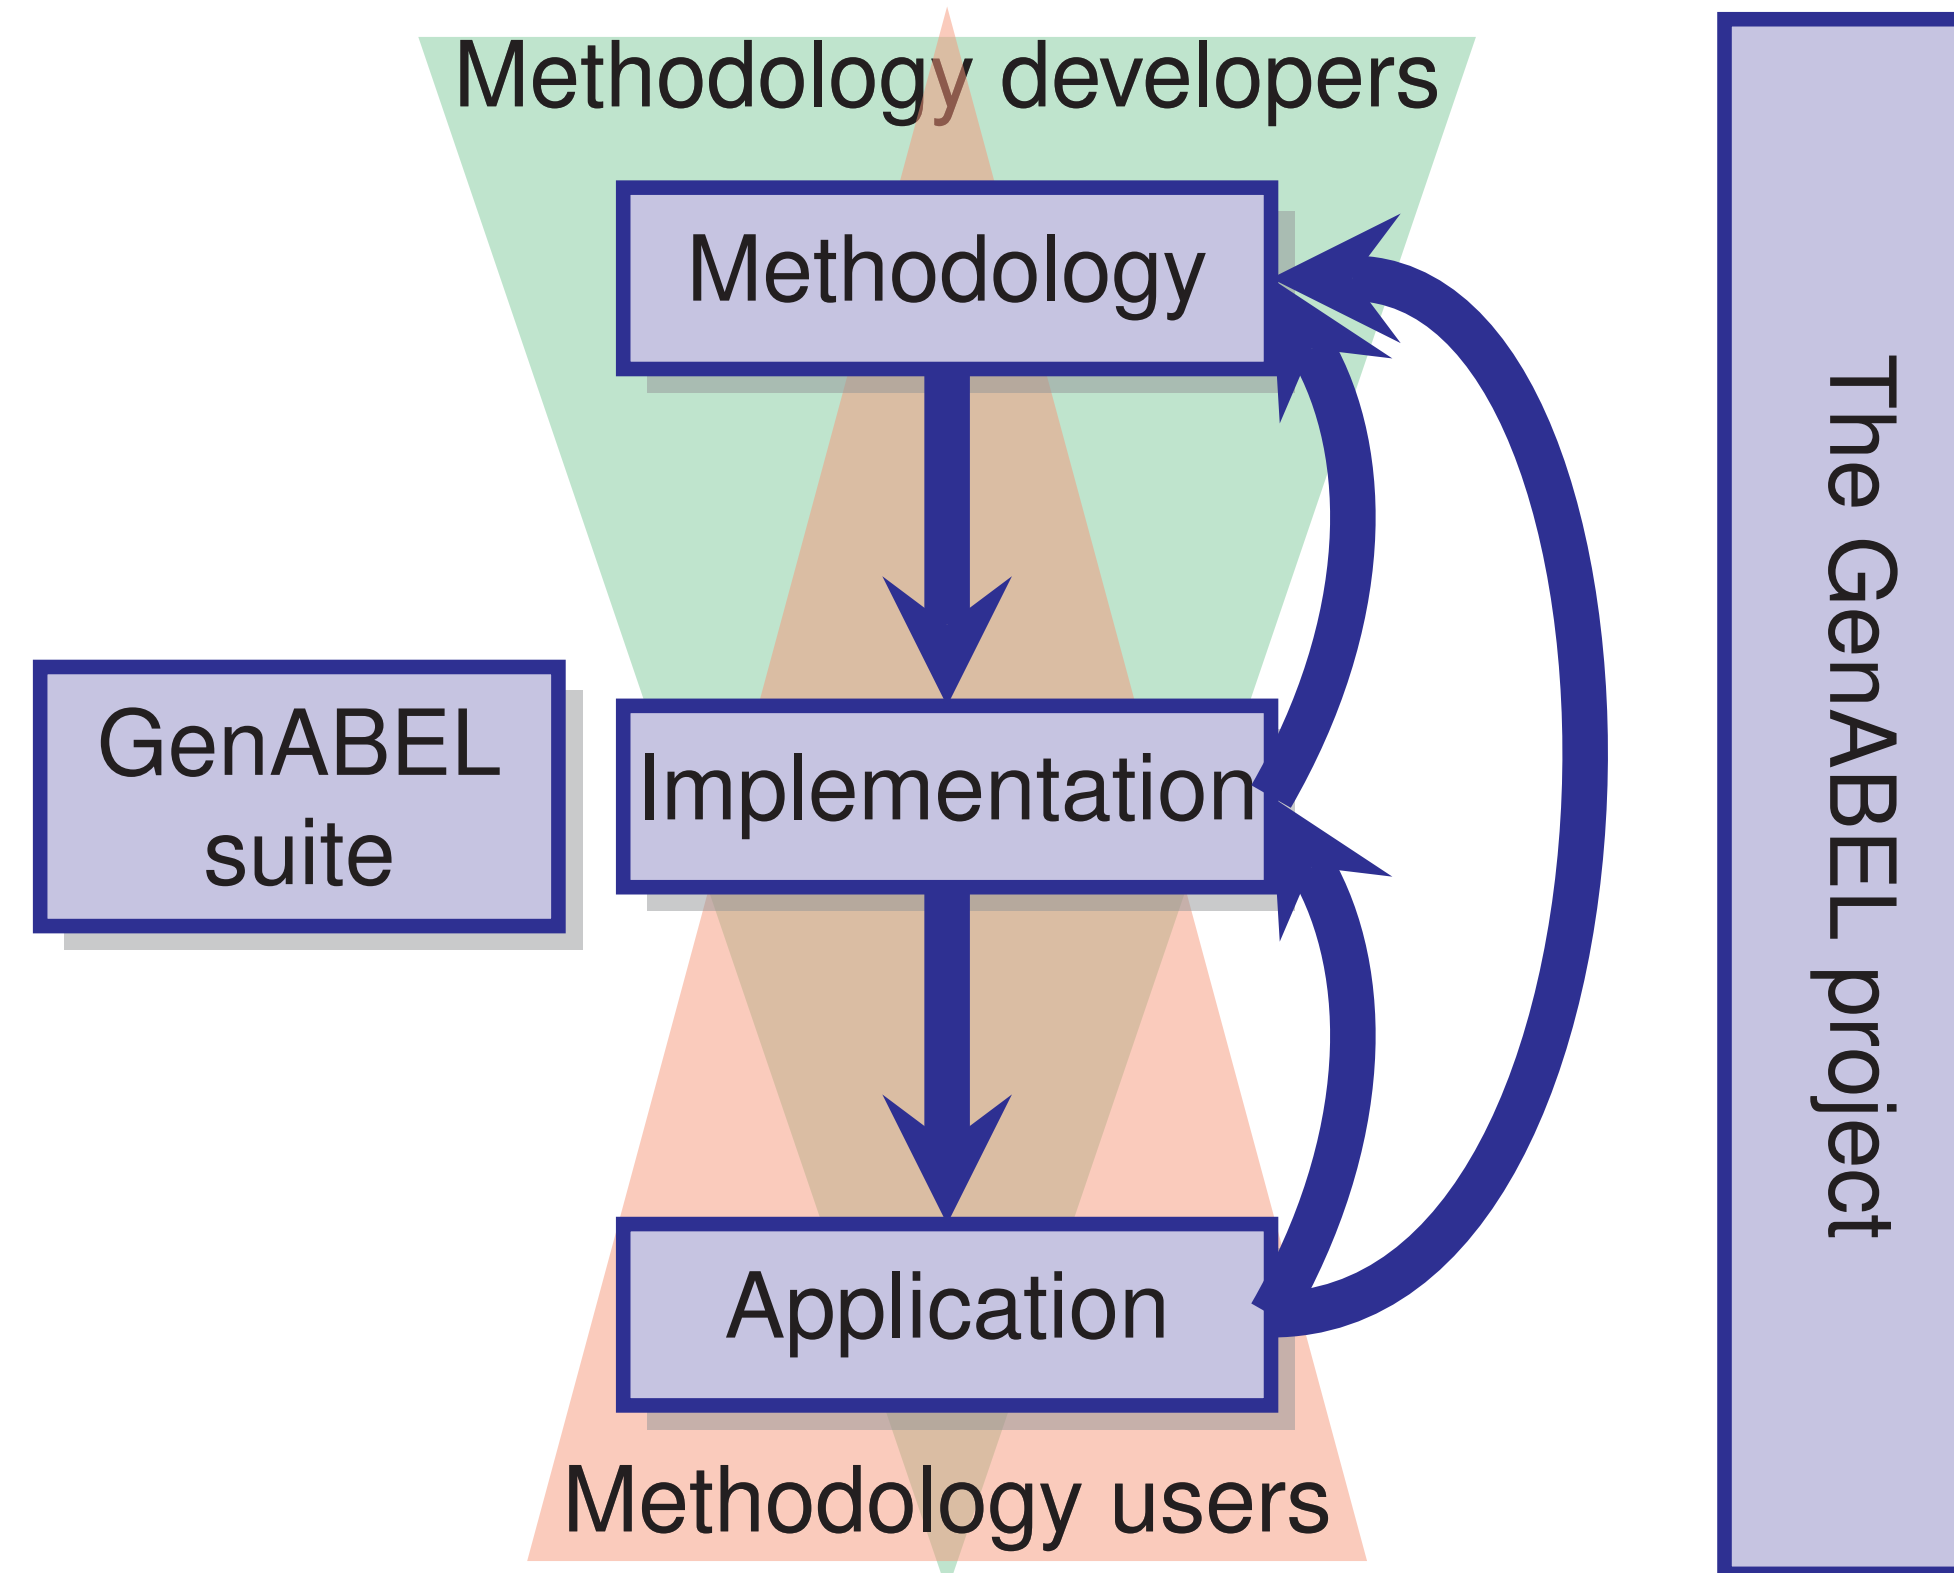 Methodology developers
Methodology
GenABEL
suite
Implementation
Application
Methodology users
The GenABEL project